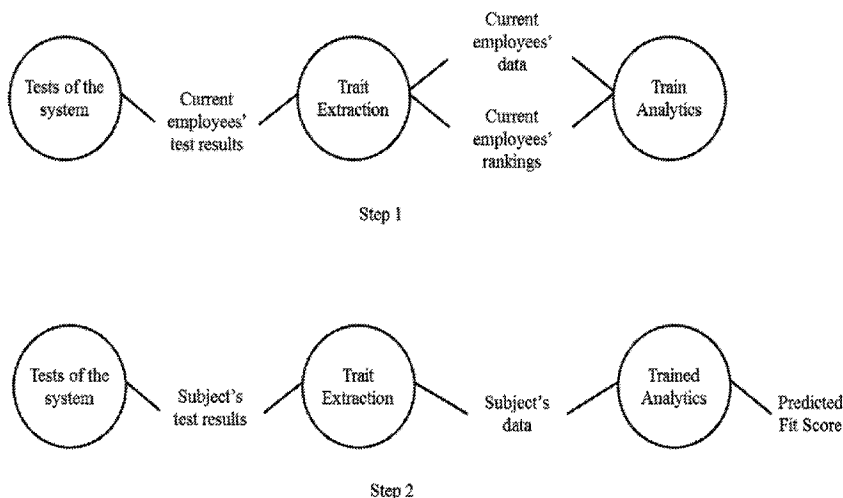 Tests of the
system
Current
employees'
test results
Trait
Extraction
Current
employees'
data
Current
employees'
rankings
Train
Analytics
Step 1
Tests of the
system
Subject's
test results
Trait
Extraction
Subject's
data
Trained
Analytics
Predicted
Fit Score
Step 2